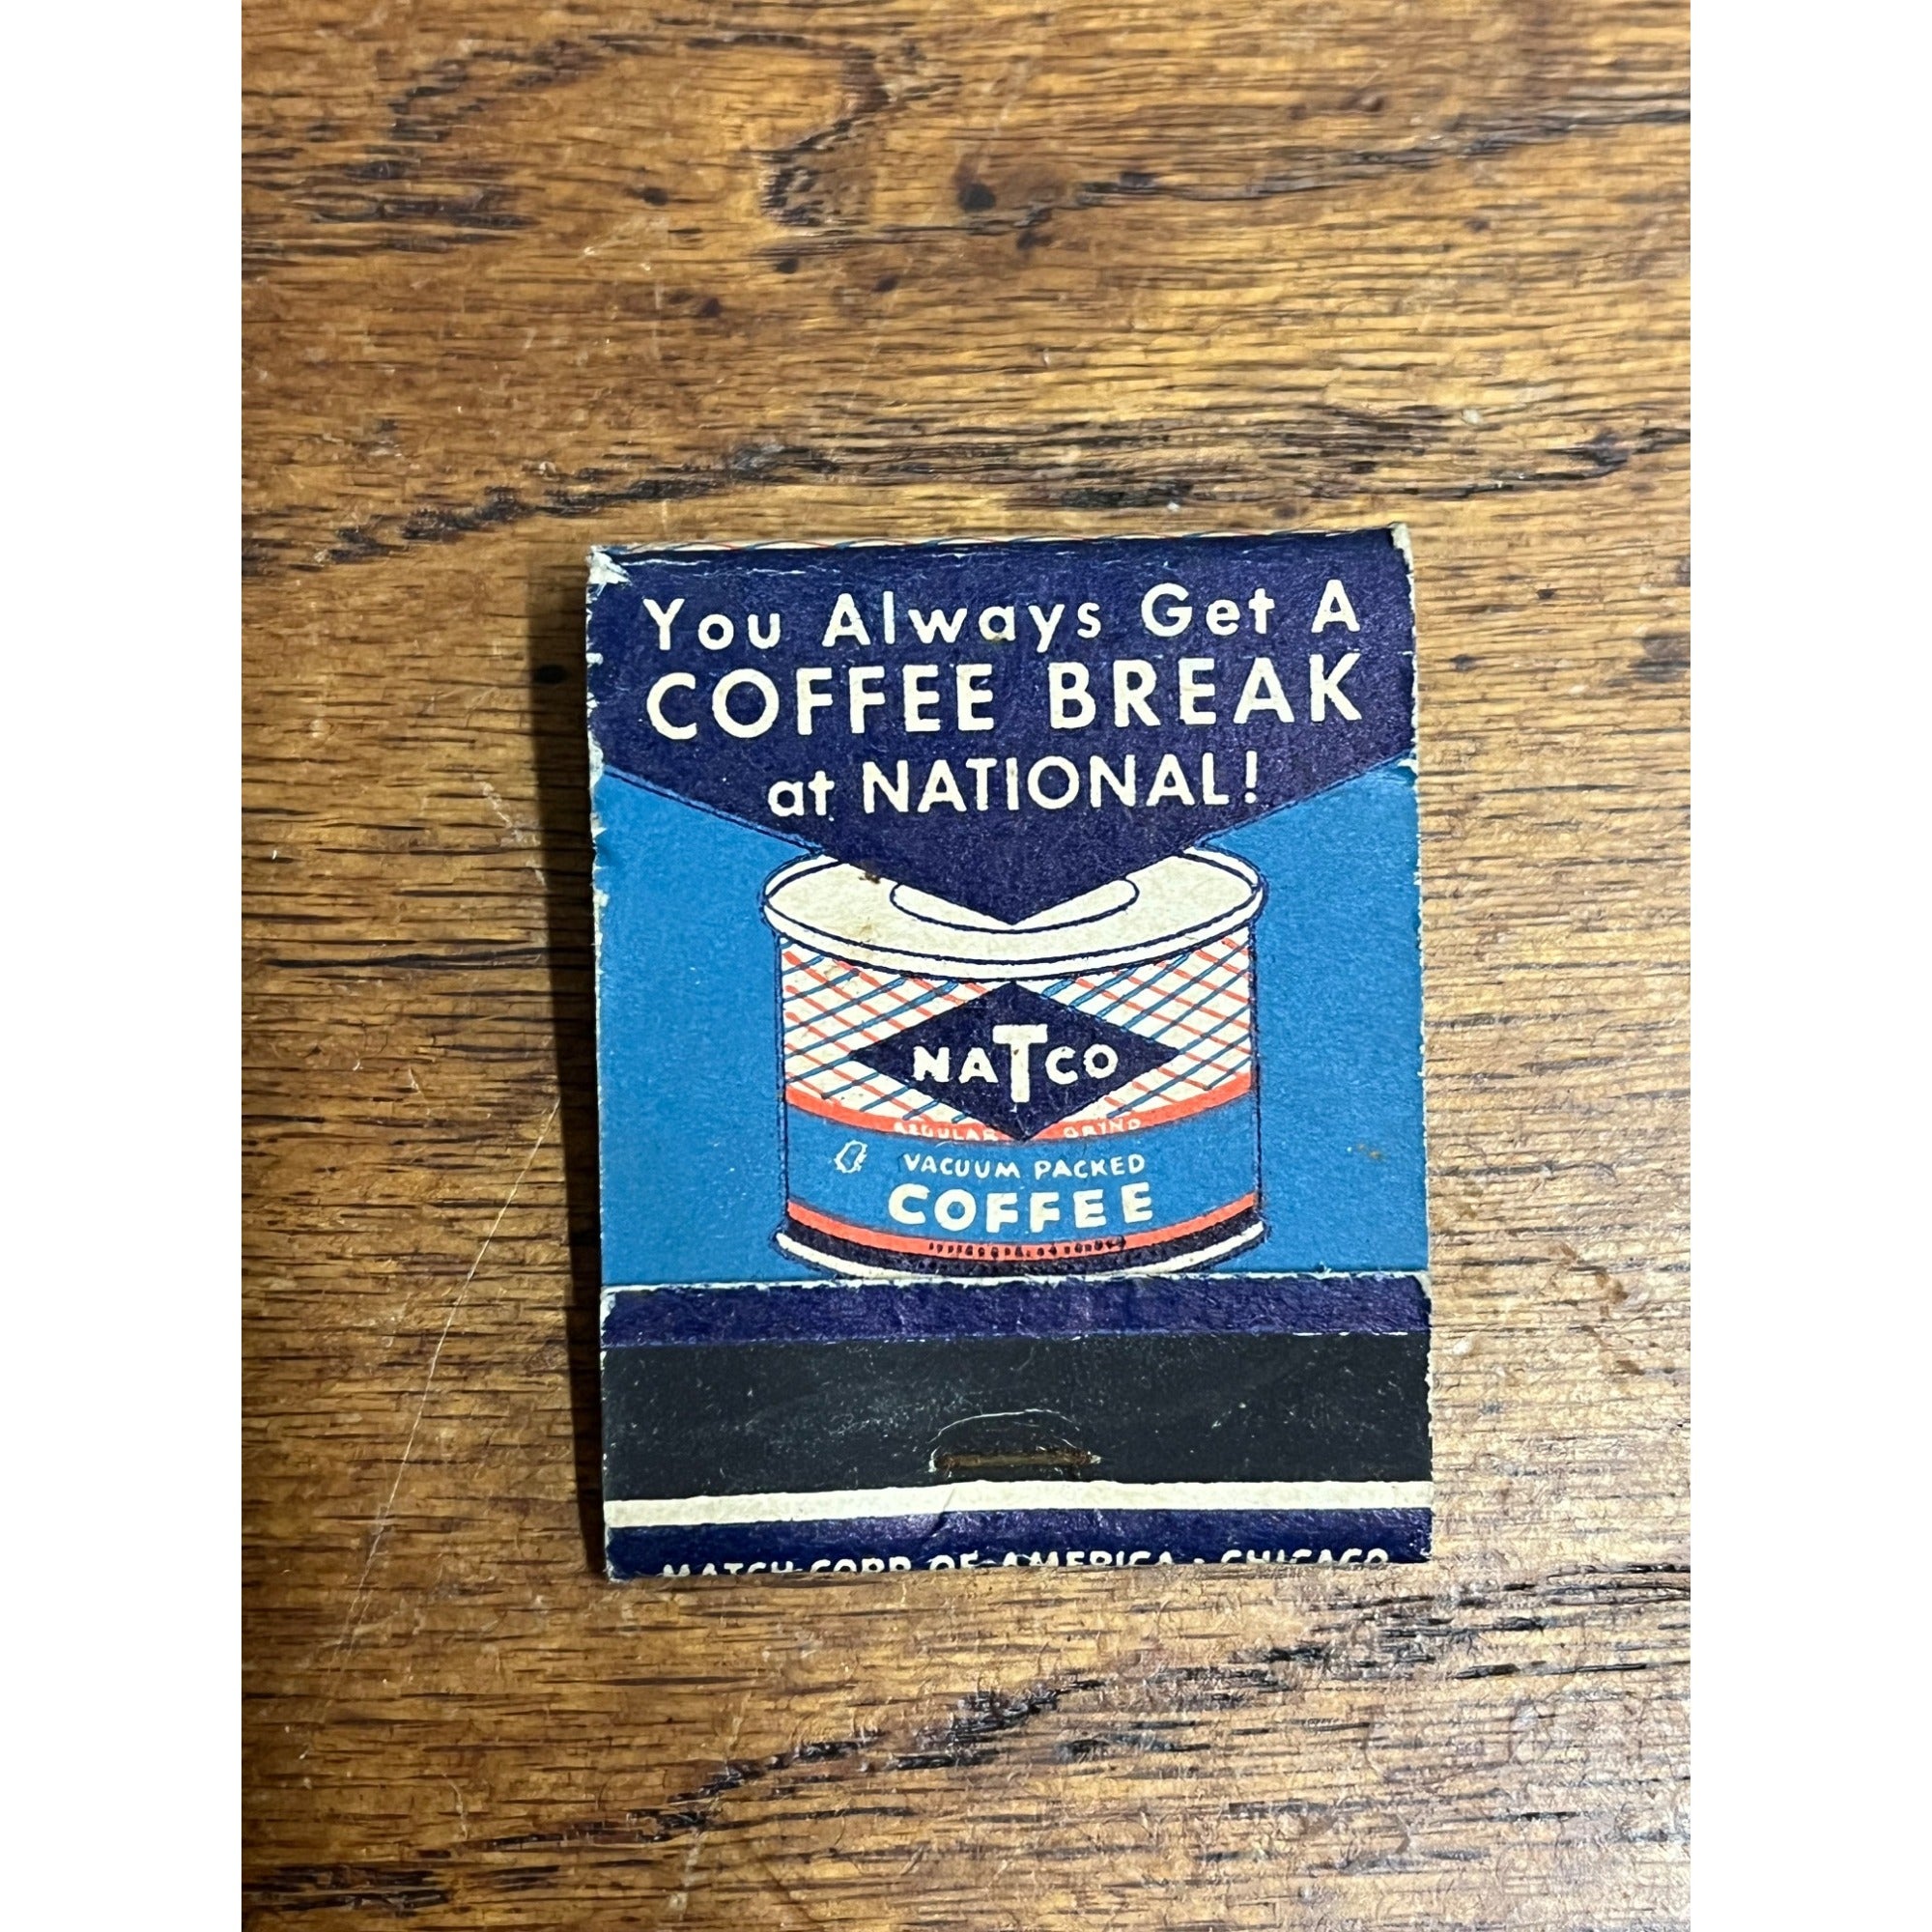 You Always Get A
COFFEE BREAK
at NATIONAL!
NATCO
REGULAR GRIND
VACUUM PACKED
COFFEE
MATCH CORP. OF AMERICA • CHICAGO